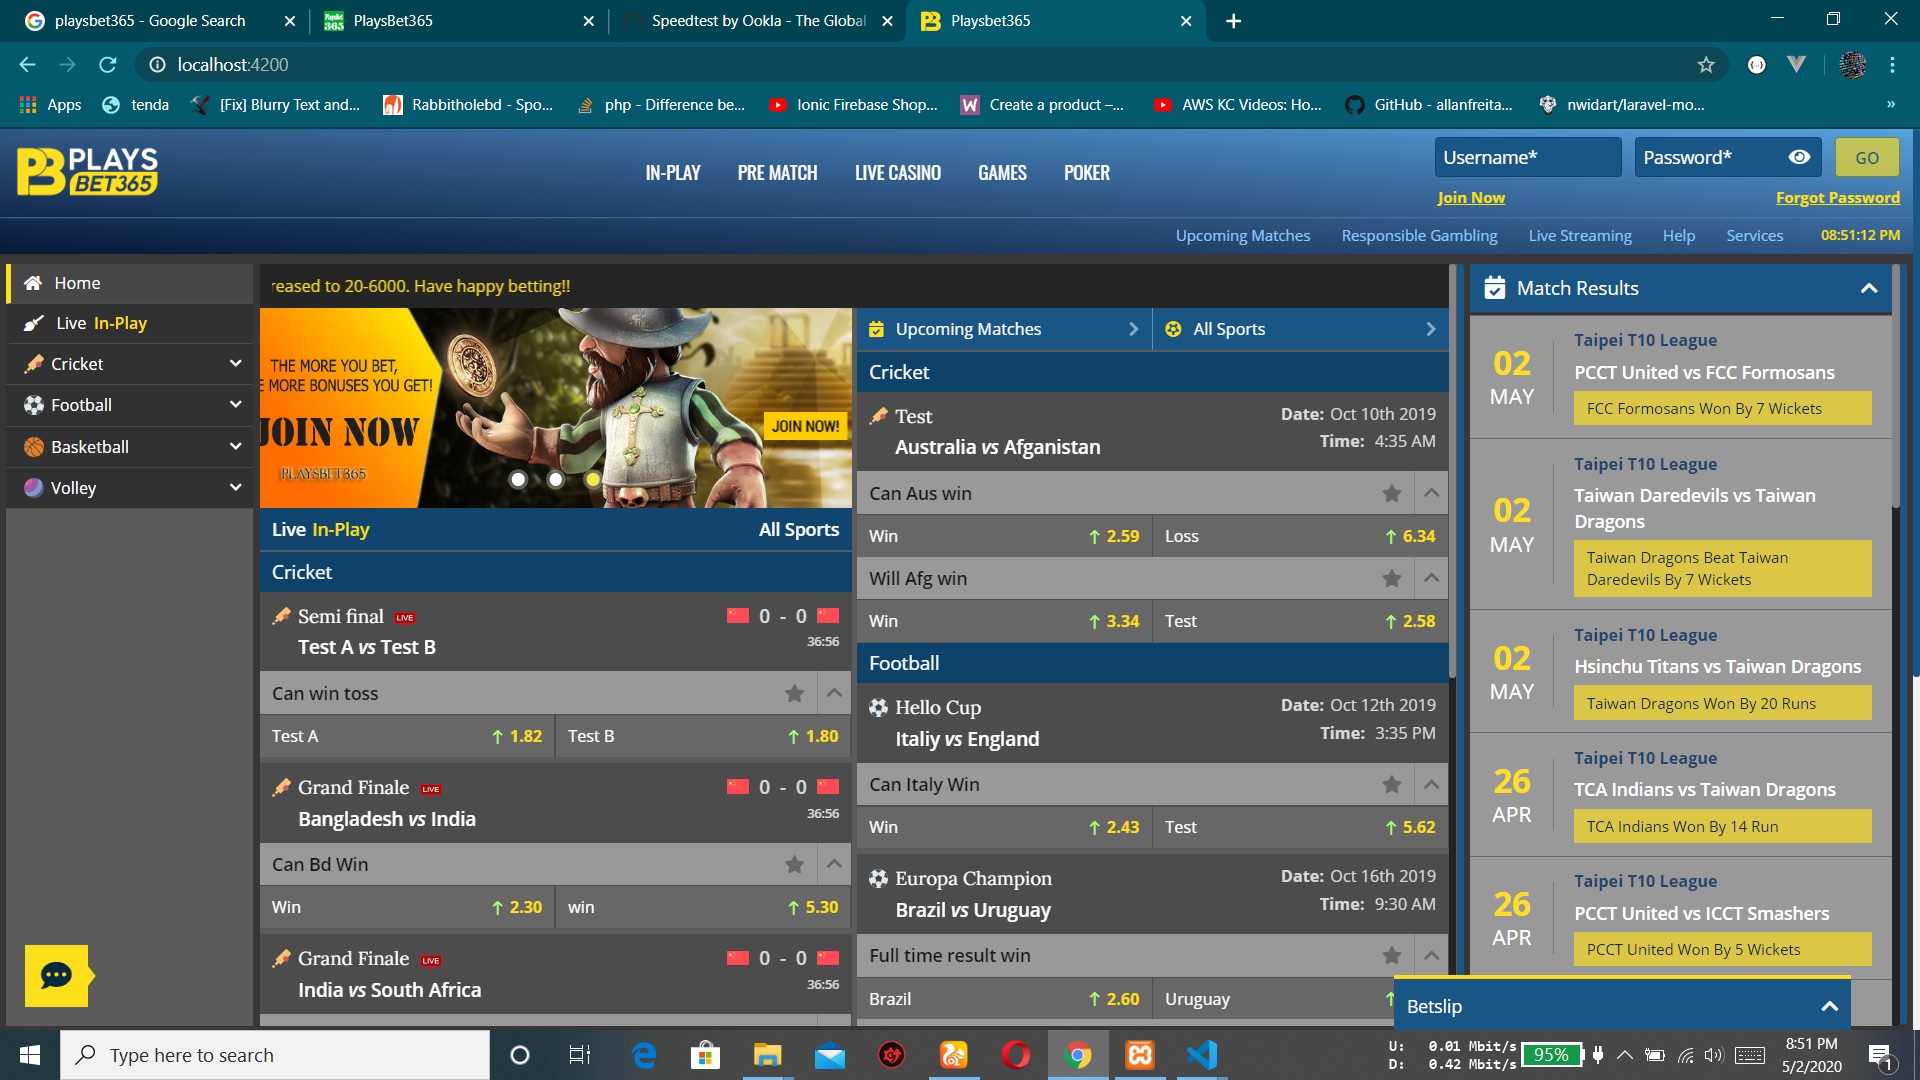 playsbet365 - Google Search
PlaysBet365
Speedtest by Ookla - The Global
Playsbet365
localhost:4200
Apps
tenda
[Fix] Blurry Text and...
Rabbitholebd - Spo...
php - Difference be...
Ionic Firebase Shop...
Create a product –...
AWS KC Videos: Ho...
GitHub - allanfreita...
nwidart/laravel-mo...
»
PLAYS
BET365
IN-PLAY
PRE MATCH
LIVE CASINO
GAMES
POKER
Username*
Password*
GO
Join Now
Forgot Password
Upcoming Matches
Responsible Gambling
Live Streaming
Help
Services
08:51:12 PM
Home
Live In-Play
Cricket
Football
Basketball
Volley
reased to 20-6000. Have happy betting!!
THE MORE YOU BET,
E MORE BONUSES YOU GET!
JOIN NOW
PLAYSBET365
JOIN NOW!
Live In-Play
All Sports
Cricket
Semi final LIVE
0 - 0
Test A vs Test B
36:56
Can win toss
Test A ↑ 1.82
Test B ↑ 1.80
Grand Finale LIVE
0 - 0
Bangladesh vs India
36:56
Can Bd Win
Win ↑ 2.30
win ↑ 5.30
Grand Finale LIVE
0 - 0
India vs South Africa
36:56
Upcoming Matches
All Sports
Cricket
Test
Date: Oct 10th 2019
Australia vs Afganistan
Time: 4:35 AM
Can Aus win
Win ↑ 2.59
Loss ↑ 6.34
Will Afg win
Win ↑ 3.34
Test ↑ 2.58
Football
Hello Cup
Date: Oct 12th 2019
Italiy vs England
Time: 3:35 PM
Can Italy Win
Win ↑ 2.43
Test ↑ 5.62
Europa Champion
Date: Oct 16th 2019
Brazil vs Uruguay
Time: 9:30 AM
Full time result win
Brazil ↑ 2.60
Uruguay ↑
Match Results
02
MAY
Taipei T10 League
PCCT United vs FCC Formosans
FCC Formosans Won By 7 Wickets
02
MAY
Taipei T10 League
Taiwan Daredevils vs Taiwan
Dragons
Taiwan Dragons Beat Taiwan
Daredevils By 7 Wickets
02
MAY
Taipei T10 League
Hsinchu Titans vs Taiwan Dragons
Taiwan Dragons Won By 20 Runs
26
APR
Taipei T10 League
TCA Indians vs Taiwan Dragons
TCA Indians Won By 14 Run
26
APR
Taipei T10 League
PCCT United vs ICCT Smashers
PCCT United Won By 5 Wickets
Betslip
Type here to search
U: 0.01 Mbit/s
D: 0.42 Mbit/s
95%
8:51 PM
5/2/2020
1